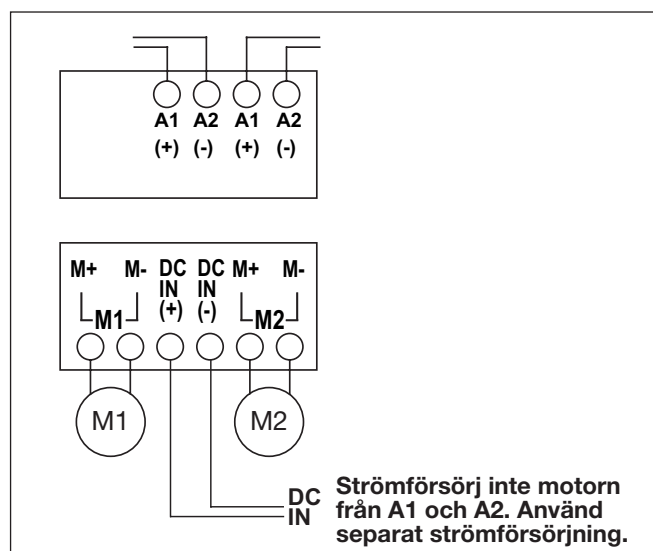 A1 A2 A1 A2
(+) (-) (+) (-)
M+ M- DC IN (+) DC IN (-) M+ M-
M1 M2
M1 M2
DC IN
Strömförsörj inte motorn
från A1 och A2. Använd
separat strömförsörjning.